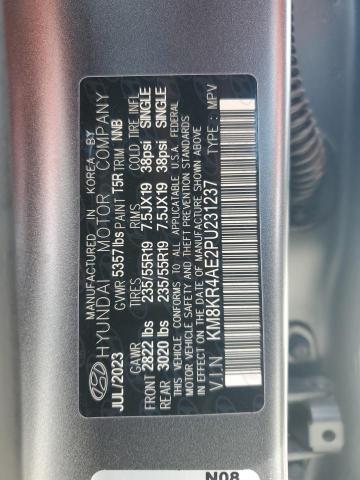 MANUFACTURED IN KOREA BY
HYUNDAI MOTOR COMPANY
JUL/2023 GVWR 5357lbs PAINT T5R TRIM NNB
GAWR TIRES RIMS COLD TIRE INFL
FRONT 2822 lbs 235/55R19 7.5JX19 38psi SINGLE
REAR 3020 lbs 235/55R19 7.5JX19 38psi SINGLE
THIS VEHICLE CONFORMS TO ALL APPLICABLE U.S.A. FEDERAL
MOTOR VEHICLE SAFETY STANDARDS
IN EFFECT ON THE DATE OF MANUFACTURE SHOWN ABOVE
V.I.N : KM8KR4AE2PU231237 TYPE : MPV
N08